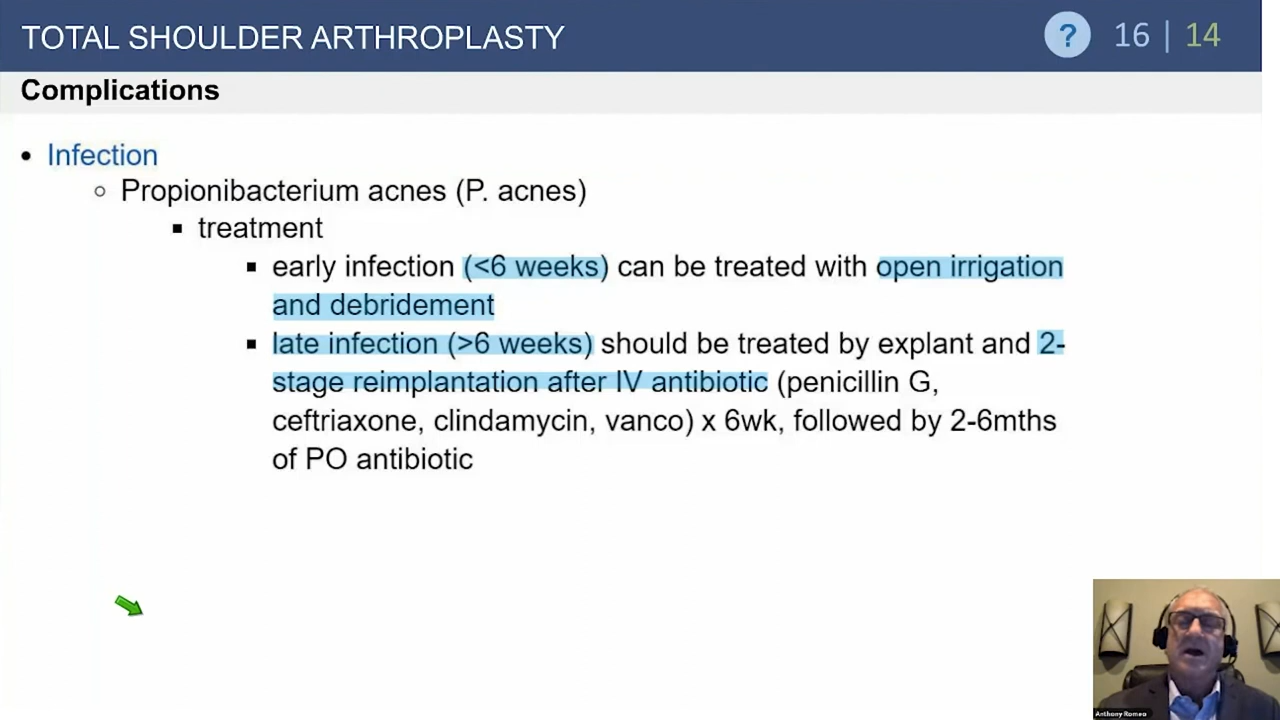 TOTAL SHOULDER ARTHROPLASTY
? 16 | 14
Complications
• Infection
○ Propionibacterium acnes (P. acnes)
▪ treatment
▪ early infection (<6 weeks) can be treated with open irrigation
and debridement
▪ late infection (>6 weeks) should be treated by explant and 2-
stage reimplantation after IV antibiotic (penicillin G,
ceftriaxone, clindamycin, vanco) x 6wk, followed by 2-6mths
of PO antibiotic
Anthony Romeo